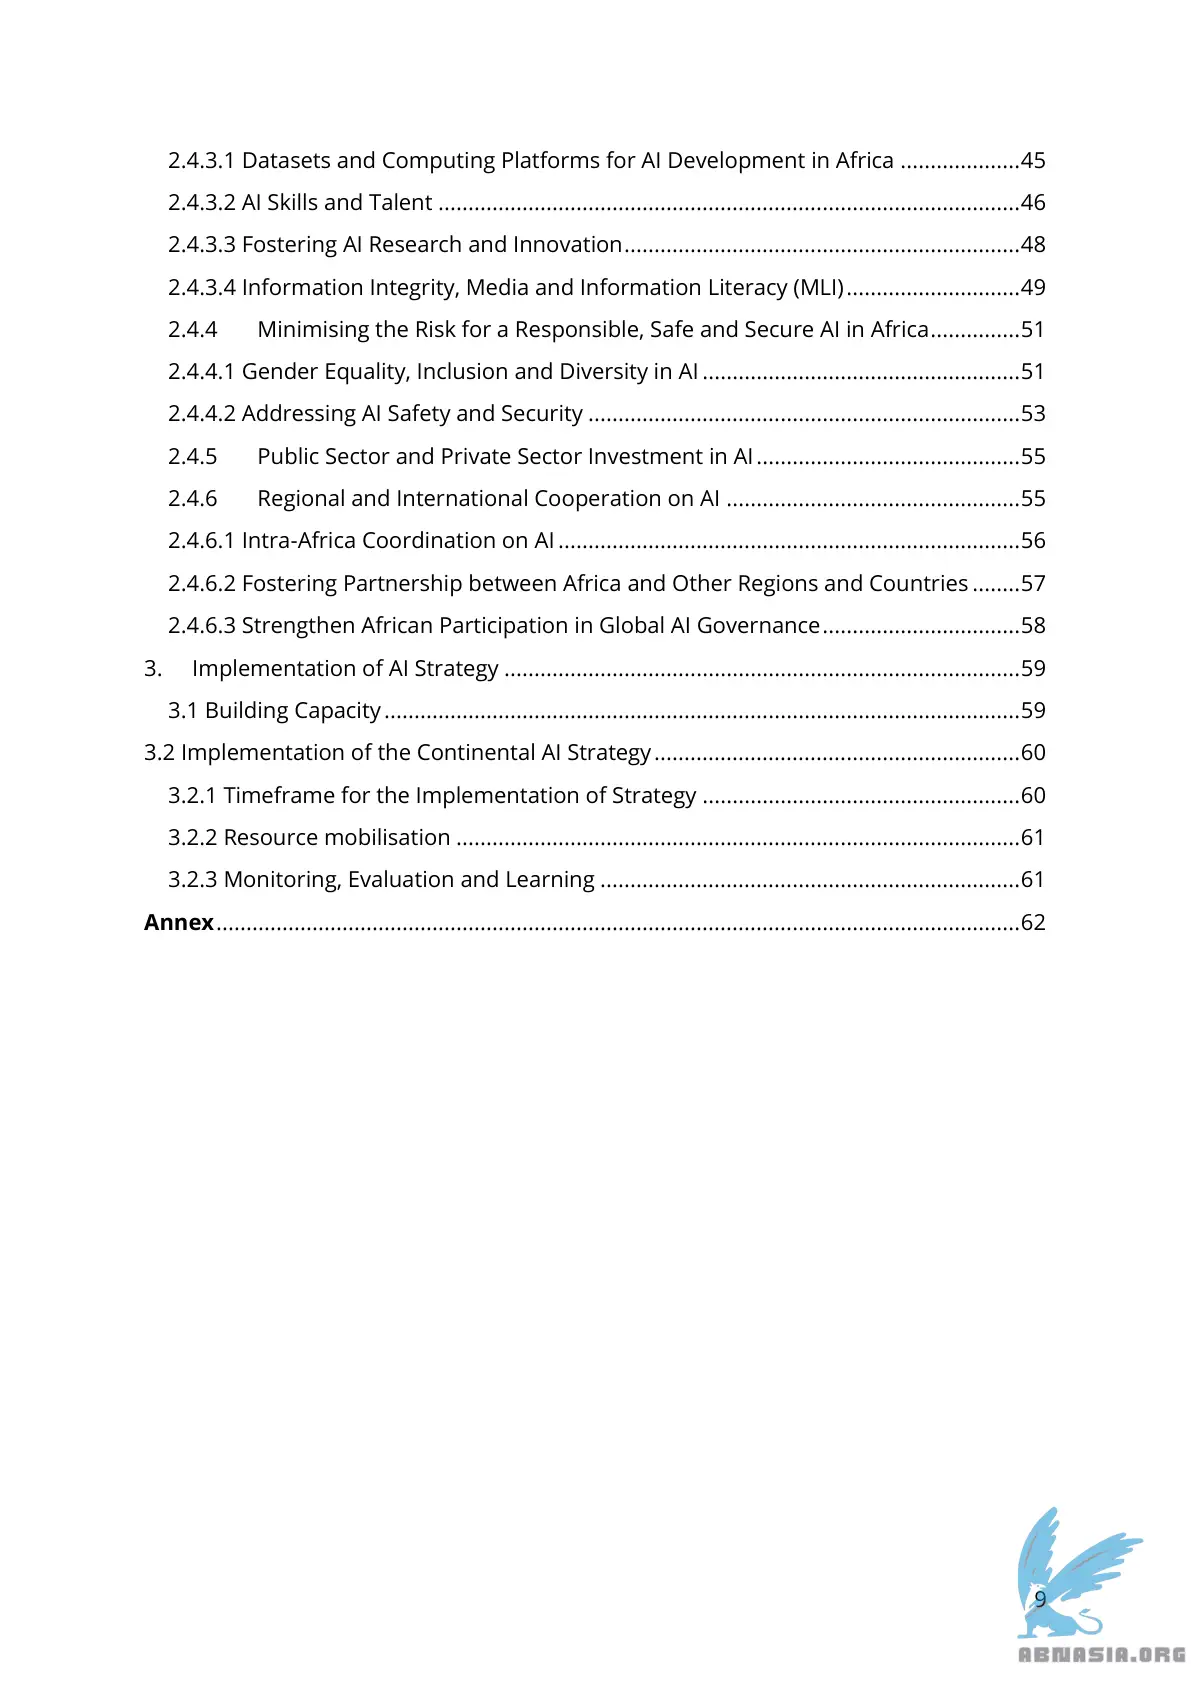 2.4.3.1 Datasets and Computing Platforms for AI Development in Africa ....................45
2.4.3.2 AI Skills and Talent .................................................................................................46
2.4.3.3 Fostering AI Research and Innovation..................................................................48
2.4.3.4 Information Integrity, Media and Information Literacy (MLI).............................49
2.4.4 Minimising the Risk for a Responsible, Safe and Secure AI in Africa...............51
2.4.4.1 Gender Equality, Inclusion and Diversity in AI .....................................................51
2.4.4.2 Addressing AI Safety and Security ........................................................................53
2.4.5 Public Sector and Private Sector Investment in AI............................................55
2.4.6 Regional and International Cooperation on AI .................................................55
2.4.6.1 Intra-Africa Coordination on AI.............................................................................56
2.4.6.2 Fostering Partnership between Africa and Other Regions and Countries ........57
2.4.6.3 Strengthen African Participation in Global AI Governance.................................58
3. Implementation of AI Strategy ......................................................................................59
3.1 Building Capacity..........................................................................................................59
3.2 Implementation of the Continental AI Strategy.............................................................60
3.2.1 Timeframe for the Implementation of Strategy .....................................................60
3.2.2 Resource mobilisation ..............................................................................................61
3.2.3 Monitoring, Evaluation and Learning ......................................................................61
Annex......................................................................................................................................62
9
ABNASIA.ORG